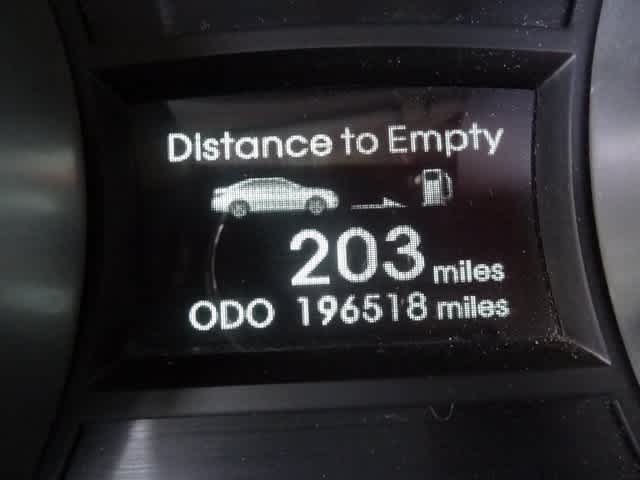 Distance to Empty
203 miles
ODO 196518 miles